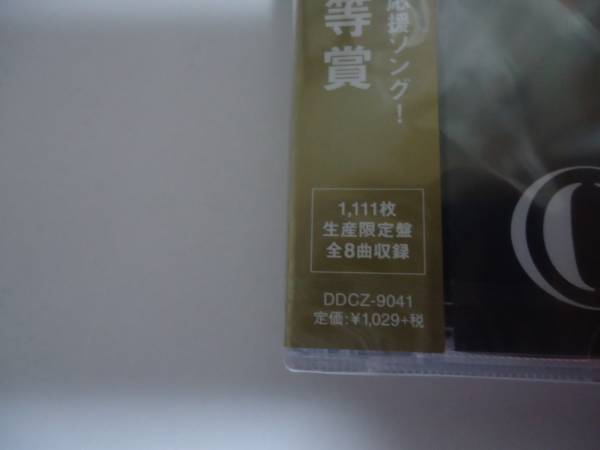 応援ソング!
等賞
1,111枚
生産限定盤
全8曲収録
DDCZ-9041
定価:¥1,029+税